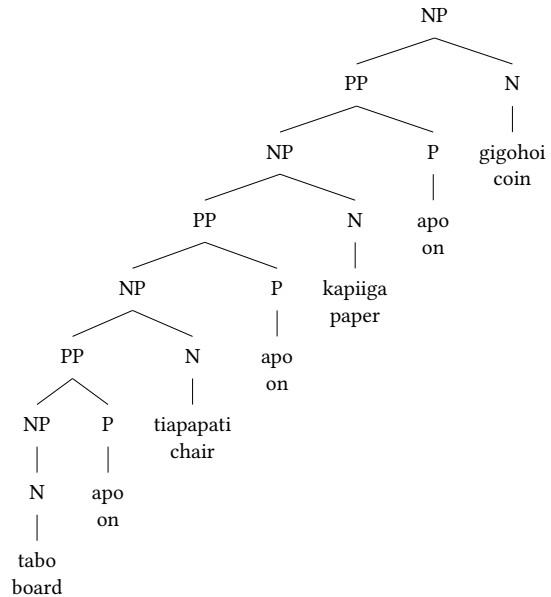 NP
PP N
NP P gigohoi
coin
PP N apo
on
NP P kapiiga
paper
PP N apo
on
NP P tiapapati
chair
N apo
on
tabo
board